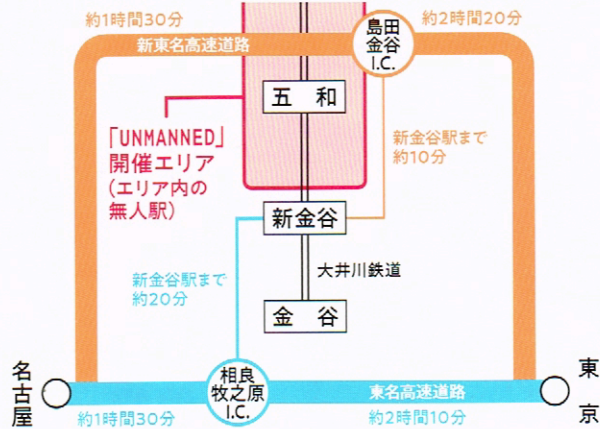 約1時間30分
約2時間20分
新東名高速道路
島田
金谷
I.C.
五和
「UNMANNED」
開催エリア
(エリア内の
無人駅)
新金谷駅まで
約10分
新金谷
大井川鉄道
新金谷駅まで
約20分
金谷
名古屋
相良
牧之原
I.C.
東名高速道路
東京
約1時間30分
約2時間10分